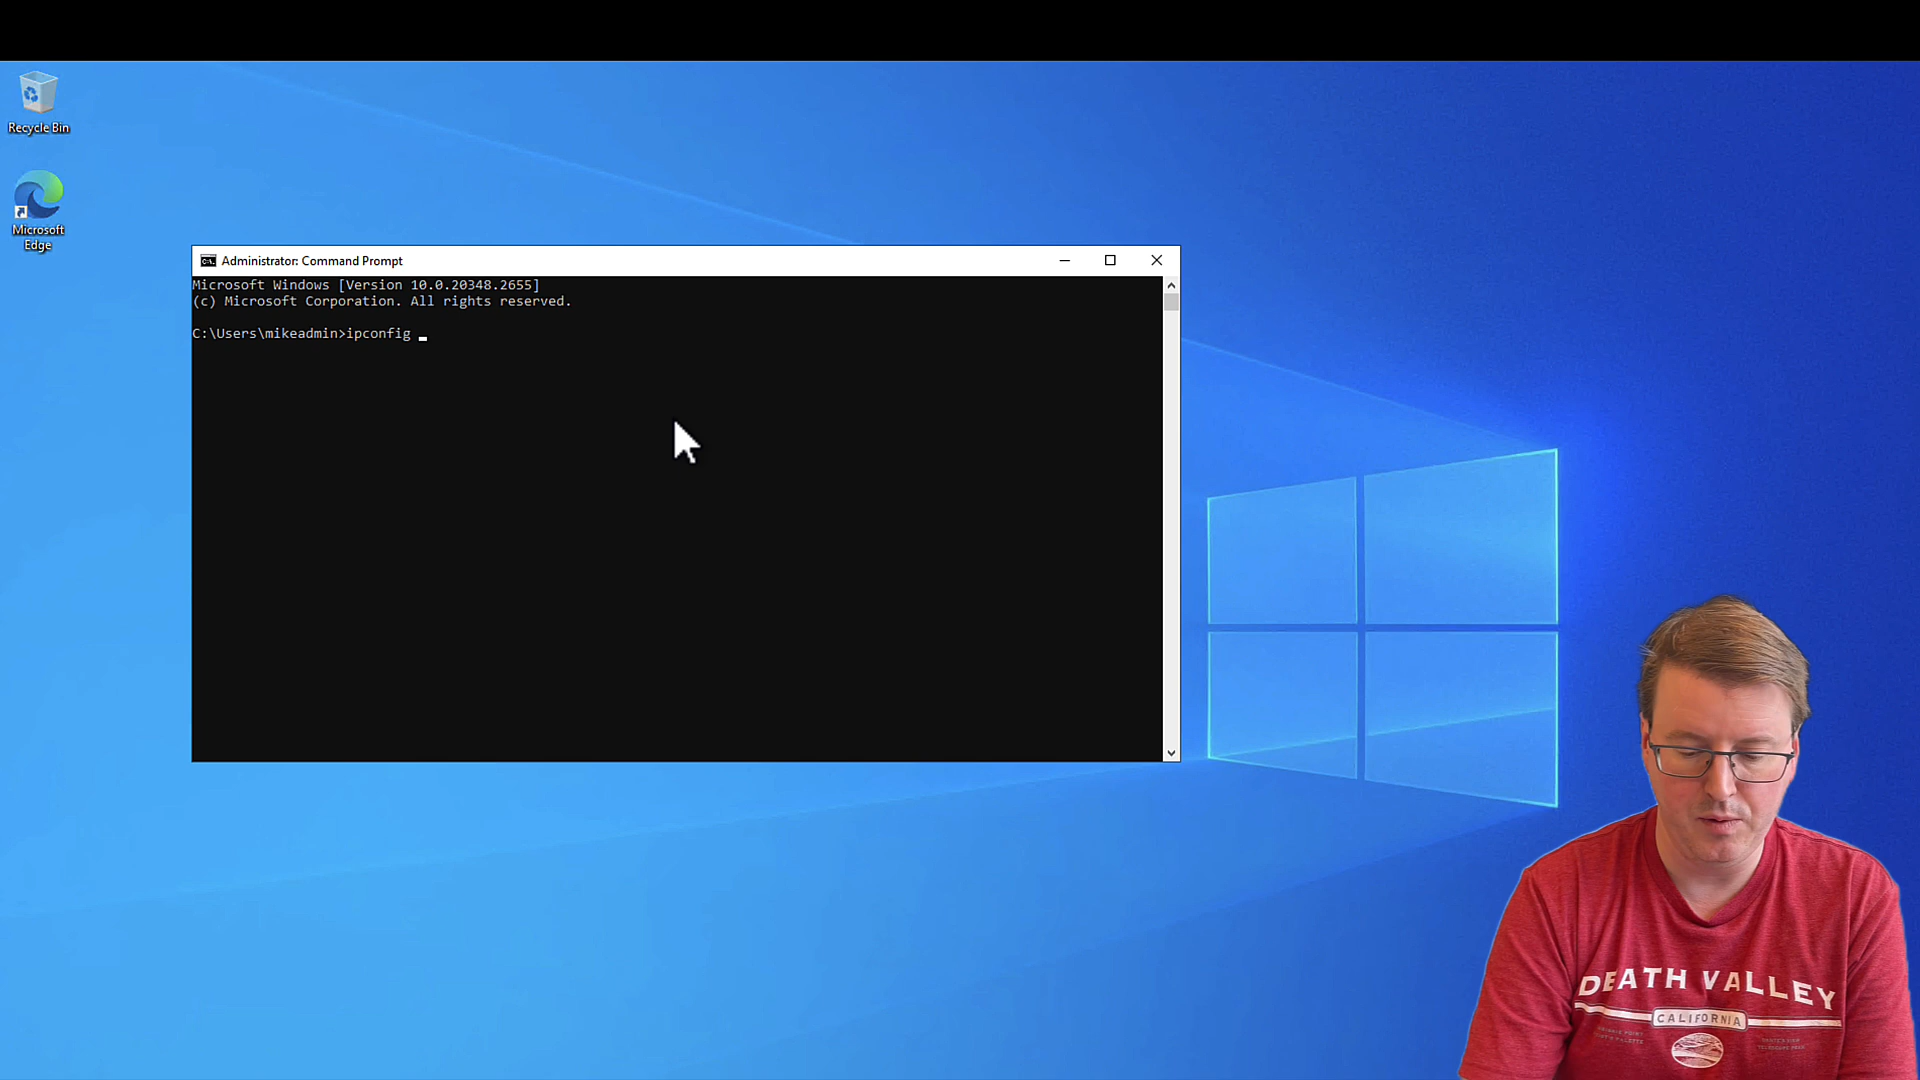 Recycle Bin
Microsoft
Edge
Administrator: Command Prompt
Microsoft Windows [Version 10.0.20348.2655]
(c) Microsoft Corporation. All rights reserved.
C:\Users\mikeadmin>ipconfig
DEATH VALLEY
CALIFORNIA